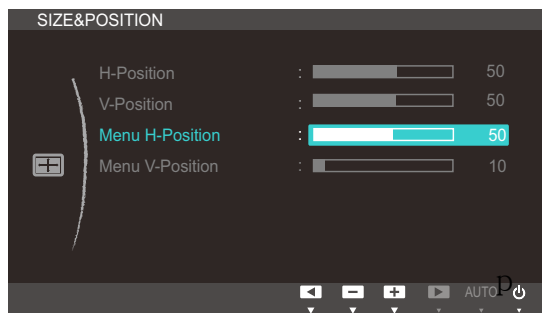 SIZE&POSITION
H-Position : 50
V-Position : 50
Menu H-Position : 50
Menu V-Position : 10
AUTO D